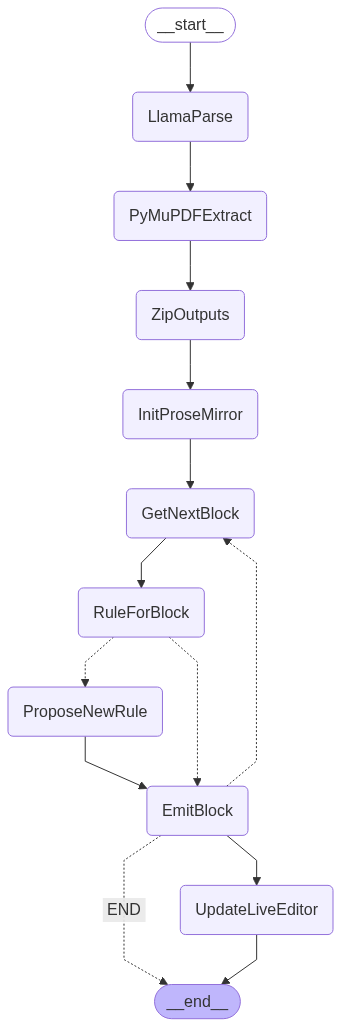 __start__
LlamaParse
PyMuPDFExtract
ZipOutputs
InitProseMirror
GetNextBlock
RuleForBlock
ProposeNewRule
EmitBlock
END
UpdateLiveEditor
__end__